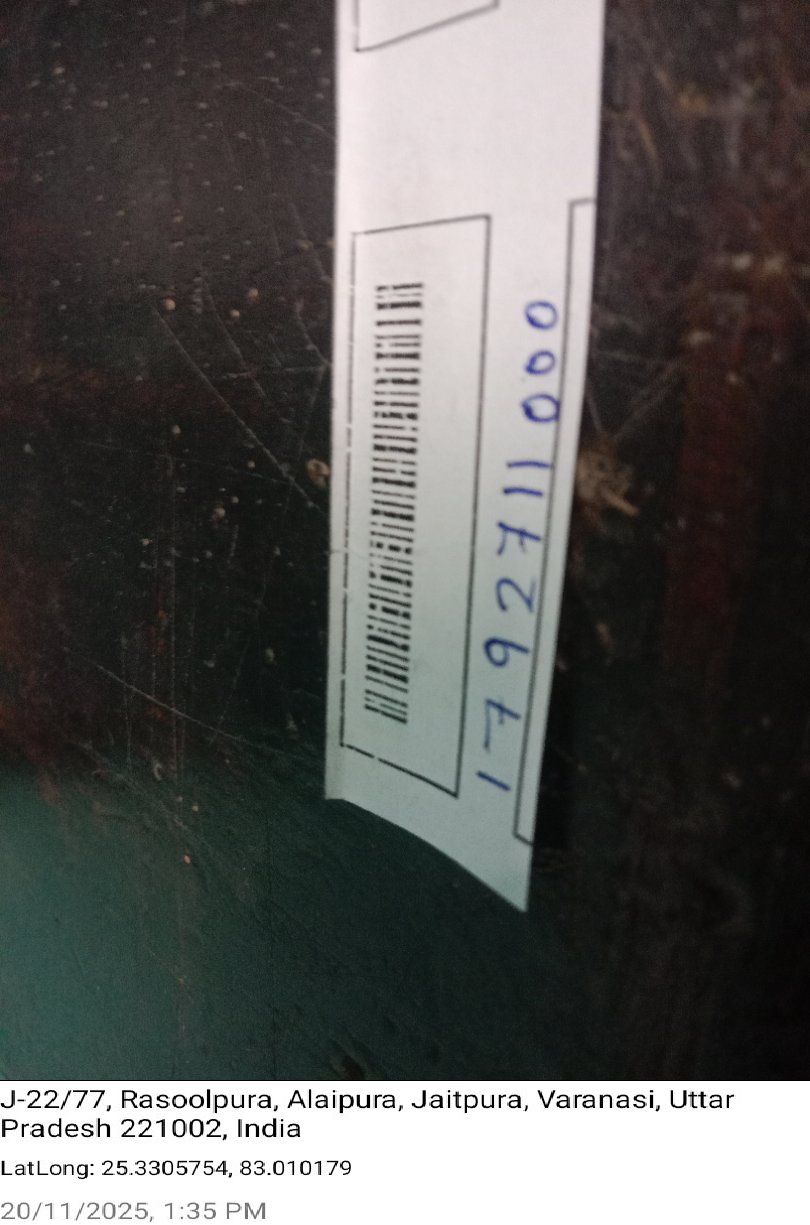 1792711000
J-22/77, Rasoolpura, Alaipura, Jaitpura, Varanasi, Uttar
Pradesh 221002, India
LatLong: 25.3305754, 83.010179
20/11/2025, 1:35 PM